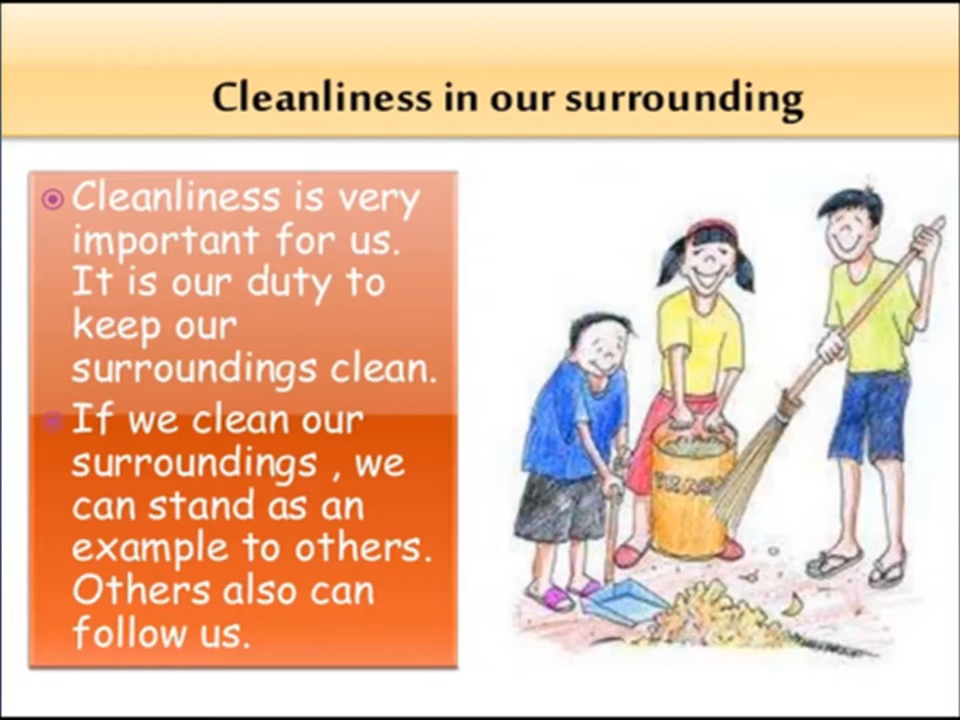 Cleanliness in our surrounding
Cleanliness is very
important for us.
It is our duty to
keep our
surroundings clean.
If we clean our
surroundings , we
can stand as an
example to others.
Others also can
follow us.
TRASH